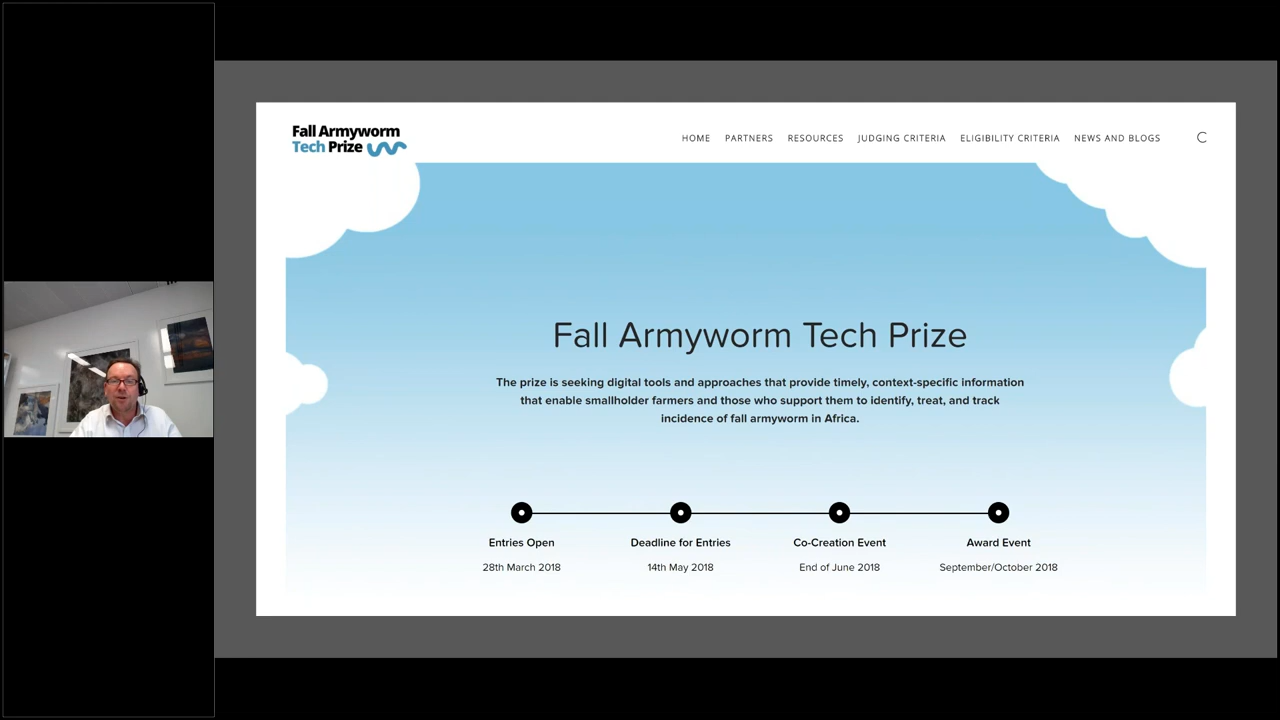 Fall Armyworm
Tech Prize
HOME PARTNERS RESOURCES JUDGING CRITERIA ELIGIBILITY CRITERIA NEWS AND BLOGS
Fall Armyworm Tech Prize
The prize is seeking digital tools and approaches that provide timely, context-specific information
that enable smallholder farmers and those who support them to identify, treat, and track
incidence of fall armyworm in Africa.
Entries Open Deadline for Entries Co-Creation Event Award Event
28th March 2018 14th May 2018 End of June 2018 September/October 2018